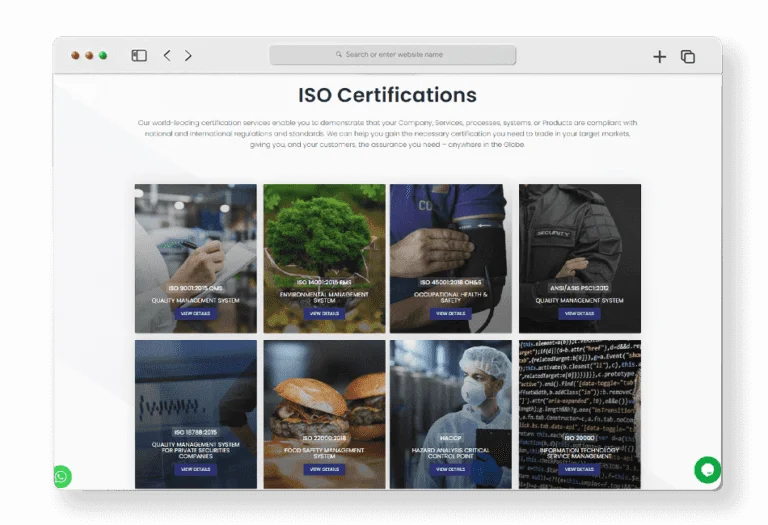 Search or enter website name
ISO Certifications
Our world-leading certification services enable you to demonstrate that your Company, Services, processes, systems, or Products are compliant with
national and international regulations and standards. We can help you gain the necessary certification you need to trade in your target markets,
giving you, and your customers, the assurance you need – anywhere in the Globe.
CO
SECURITY
ISO 9001:2015 QMS
QUALITY MANAGEMENT SYSTEM
VIEW DETAILS
ISO 14001:2015 EMS
ENVIRONMENTAL MANAGEMENT
SYSTEM
VIEW DETAILS
ISO 45001:2018 OH&S
OCCUPATIONAL HEALTH &
SAFETY
VIEW DETAILS
ANSI/ASIS PSC1:2012
QUALITY MANAGEMENT SYSTEM
VIEW DETAILS
ISO 18788:2015
QUALITY MANAGEMENT SYSTEM
FOR PRIVATE SECURITIES
COMPANIES
VIEW DETAILS
ISO 22000:2018
FOOD SAFETY MANAGEMENT
SYSTEM
VIEW DETAILS
HACCP
HAZARD ANALYSIS CRITICAL
CONTROL POINT
VIEW DETAILS
ISO 20000
INFORMATION TECHNOLOGY
SERVICE MANAGEMENT
VIEW DETAILS